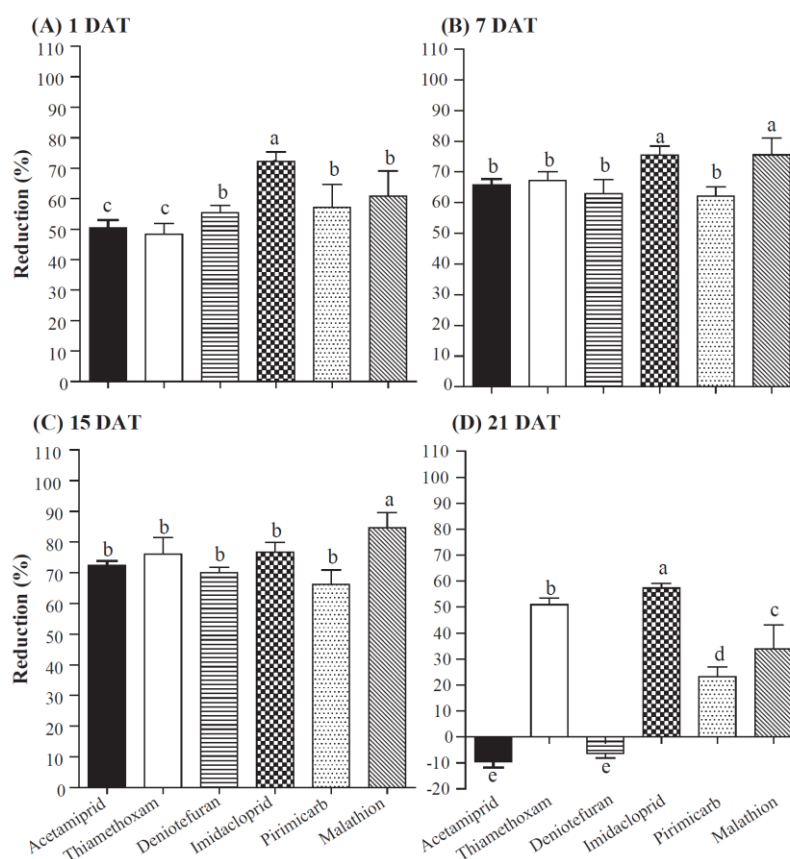 (A) 1 DAT
Reduction (%)
110
100
90
80
70
60
50
40
30
20
10
0
c
c
b
a
b
b
(B) 7 DAT
110
100
90
80
70
60
50
40
30
20
10
0
b
b
b
a
b
a
(C) 15 DAT
Reduction (%)
110
100
90
80
70
60
50
40
30
20
10
0
b
b
b
b
b
a
Acetamiprid
Thiamethoxam
Deniotefuran
Imidacloprid
Pirimicarb
Malathion
(D) 21 DAT
110
100
90
80
70
60
50
40
30
20
10
0
-10
-20
e
b
e
a
d
c
Acetamiprid
Thiamethoxam
Deniotefuran
Imidacloprid
Pirimicarb
Malathion